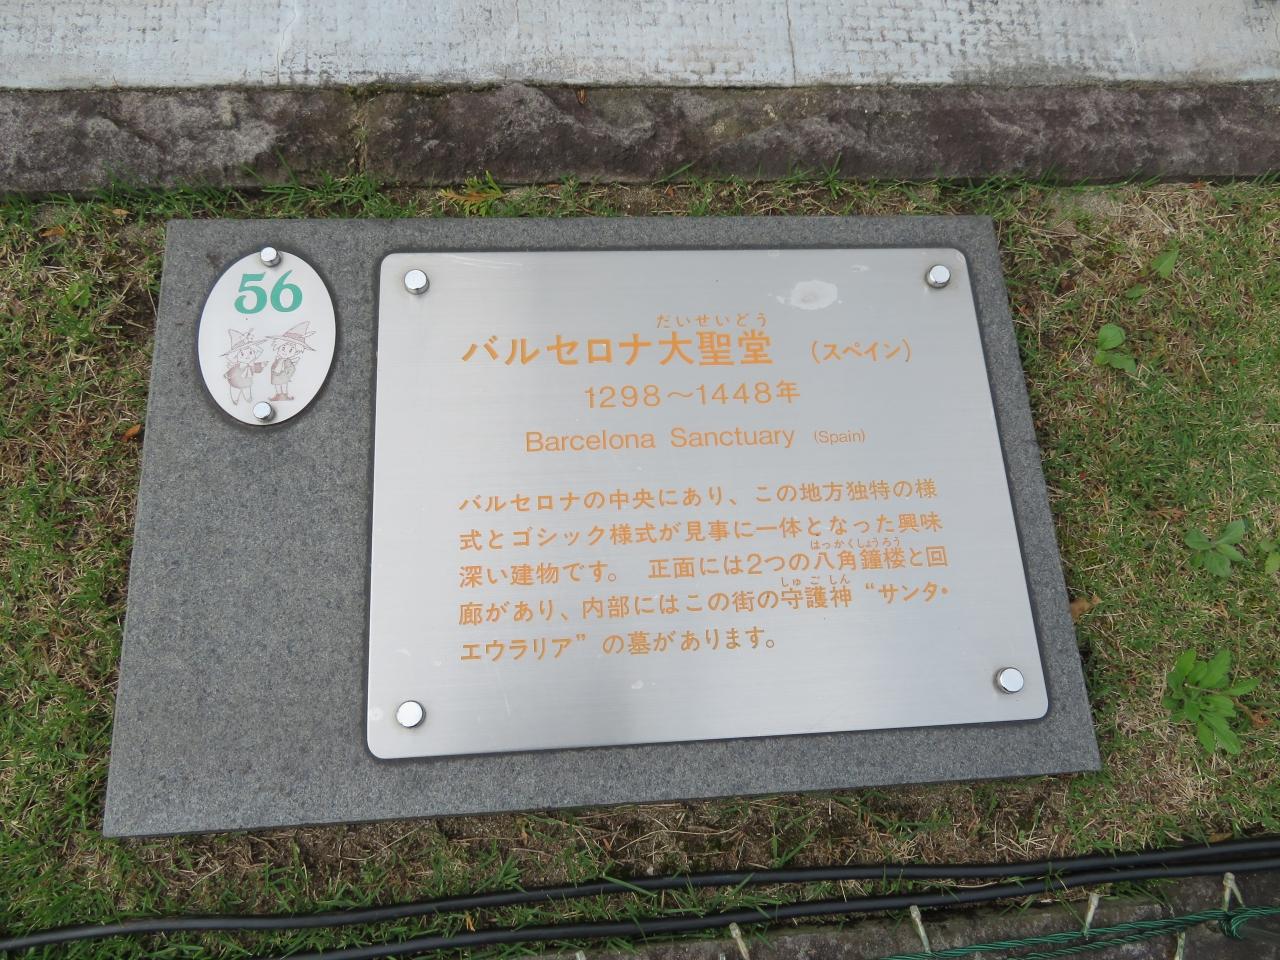 56
だいせいどう
バルセロナ大聖堂 (スペイン)
1298〜1448年
Barcelona Sanctuary (Spain)
バルセロナの中央にあり、この地方独特の様
式とゴシック様式が見事に一体となった興味
はっかくしょうろう
深い建物です。 正面には2つの八角鐘楼と回
しゅごしん
廊があり、内部にはこの街の守護神 “サンタ・
エウラリア” の墓があります。